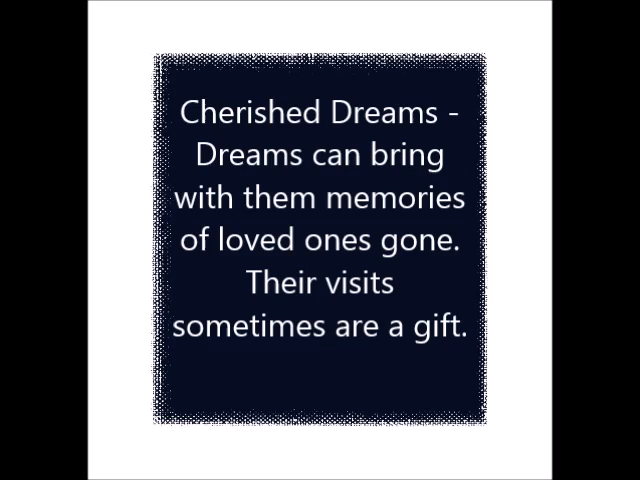 Cherished Dreams -
Dreams can bring
with them memories
of loved ones gone.
Their visits
sometimes are a gift.